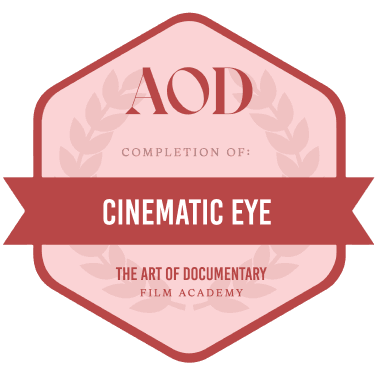 AOD
COMPLETION OF:
CINEMATIC EYE
THE ART OF DOCUMENTARY
FILM ACADEMY